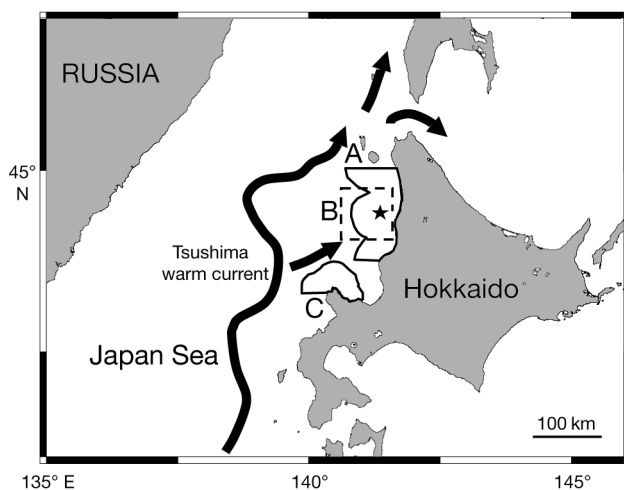 RUSSIA
45°
N
A
B
Tsushima
warm current
Hokkaido
C
Japan Sea
100 km
135° E
140°
145°